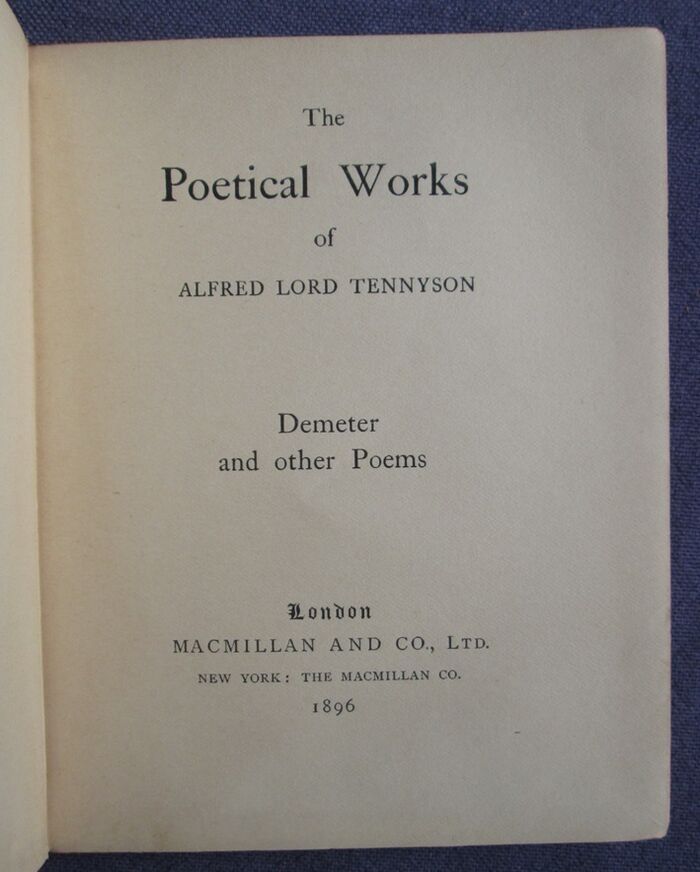 The
Poetical Works
of
ALFRED LORD TENNYSON
Demeter
and other Poems
London
MACMILLAN AND CO., LTD.
NEW YORK: THE MACMILLAN CO.
1896